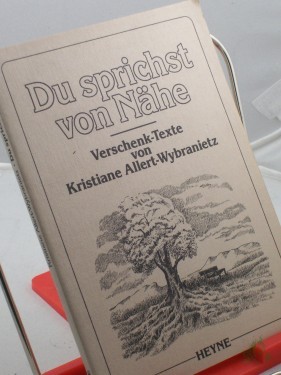 Du sprichst
von Nähe
Verschenk-Texte
von
Kristiane Allert-Wybranietz
HEYNE